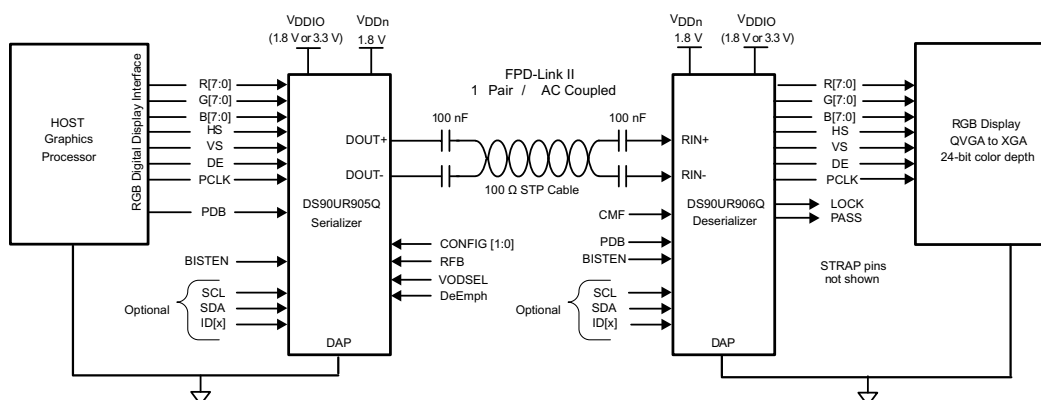 VDDIO
(1.8 V or 3.3 V)
VDDn
1.8 V
VDDn
1.8 V
VDDIO
(1.8 V or 3.3 V)
HOST
Graphics
Processor
RGB Digital Display Interface
R[7:0]
G[7:0]
B[7:0]
HS
VS
DE
PCLK
PDB
BISTEN
Optional
SCL
SDA
ID[x]
DOUT+
DOUT-
DS90UR905Q
Serializer
DAP
CONFIG [1:0]
RFB
VODSEL
DeEmph
FPD-Link II
1 Pair / AC Coupled
100 nF
100 nF
100 Ω STP Cable
RIN+
RIN-
CMF
PDB
BISTEN
Optional
SCL
SDA
ID[x]
DS90UR906Q
Deserializer
DAP
R[7:0]
G[7:0]
B[7:0]
HS
VS
DE
PCLK
LOCK
PASS
STRAP pins
not shown
RGB Display
QVGA to XGA
24-bit color depth